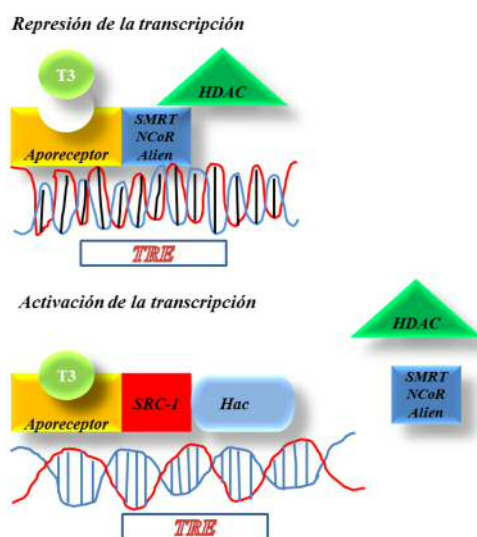 Represión de la transcripción
T3
HDAC
Aporeceptor
SMRT
NCoR
Alien
TRE
Activación de la transcripción
HDAC
T3
Aporeceptor
SRC-1
Hac
SMRT
NCoR
Alien
TRE